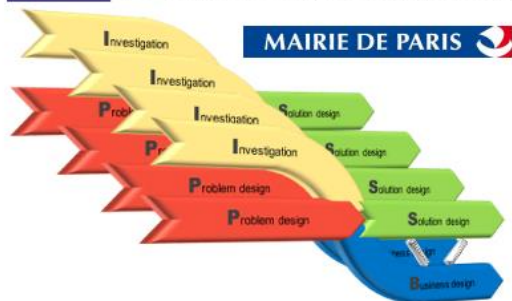 Investigation
MAIRIE DE PARIS
Investigation
Investigation
Solution design
Investigation
Solution design
Problem design
Solution design
Problem design
Solution design
Business design